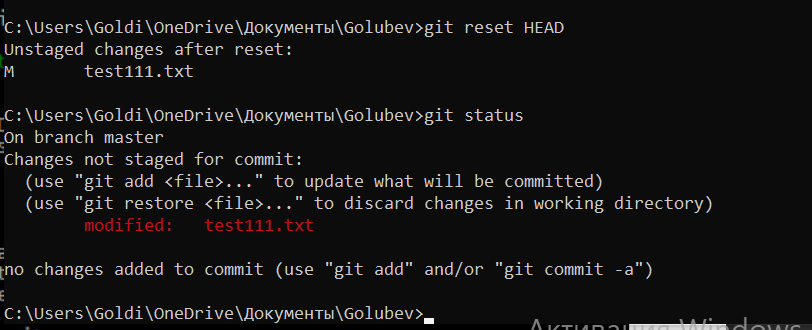 C:\Users\Goldi\OneDrive\Документы\Golubev>git reset HEAD
Unstaged changes after reset:
M       test111.txt
C:\Users\Goldi\OneDrive\Документы\Golubev>git status
On branch master
Changes not staged for commit:
  (use "git add <file>..." to update what will be committed)
  (use "git restore <file>..." to discard changes in working directory)
        modified:   test111.txt
no changes added to commit (use "git add" and/or "git commit -a")
C:\Users\Goldi\OneDrive\Документы\Golubev>
Активация Windows